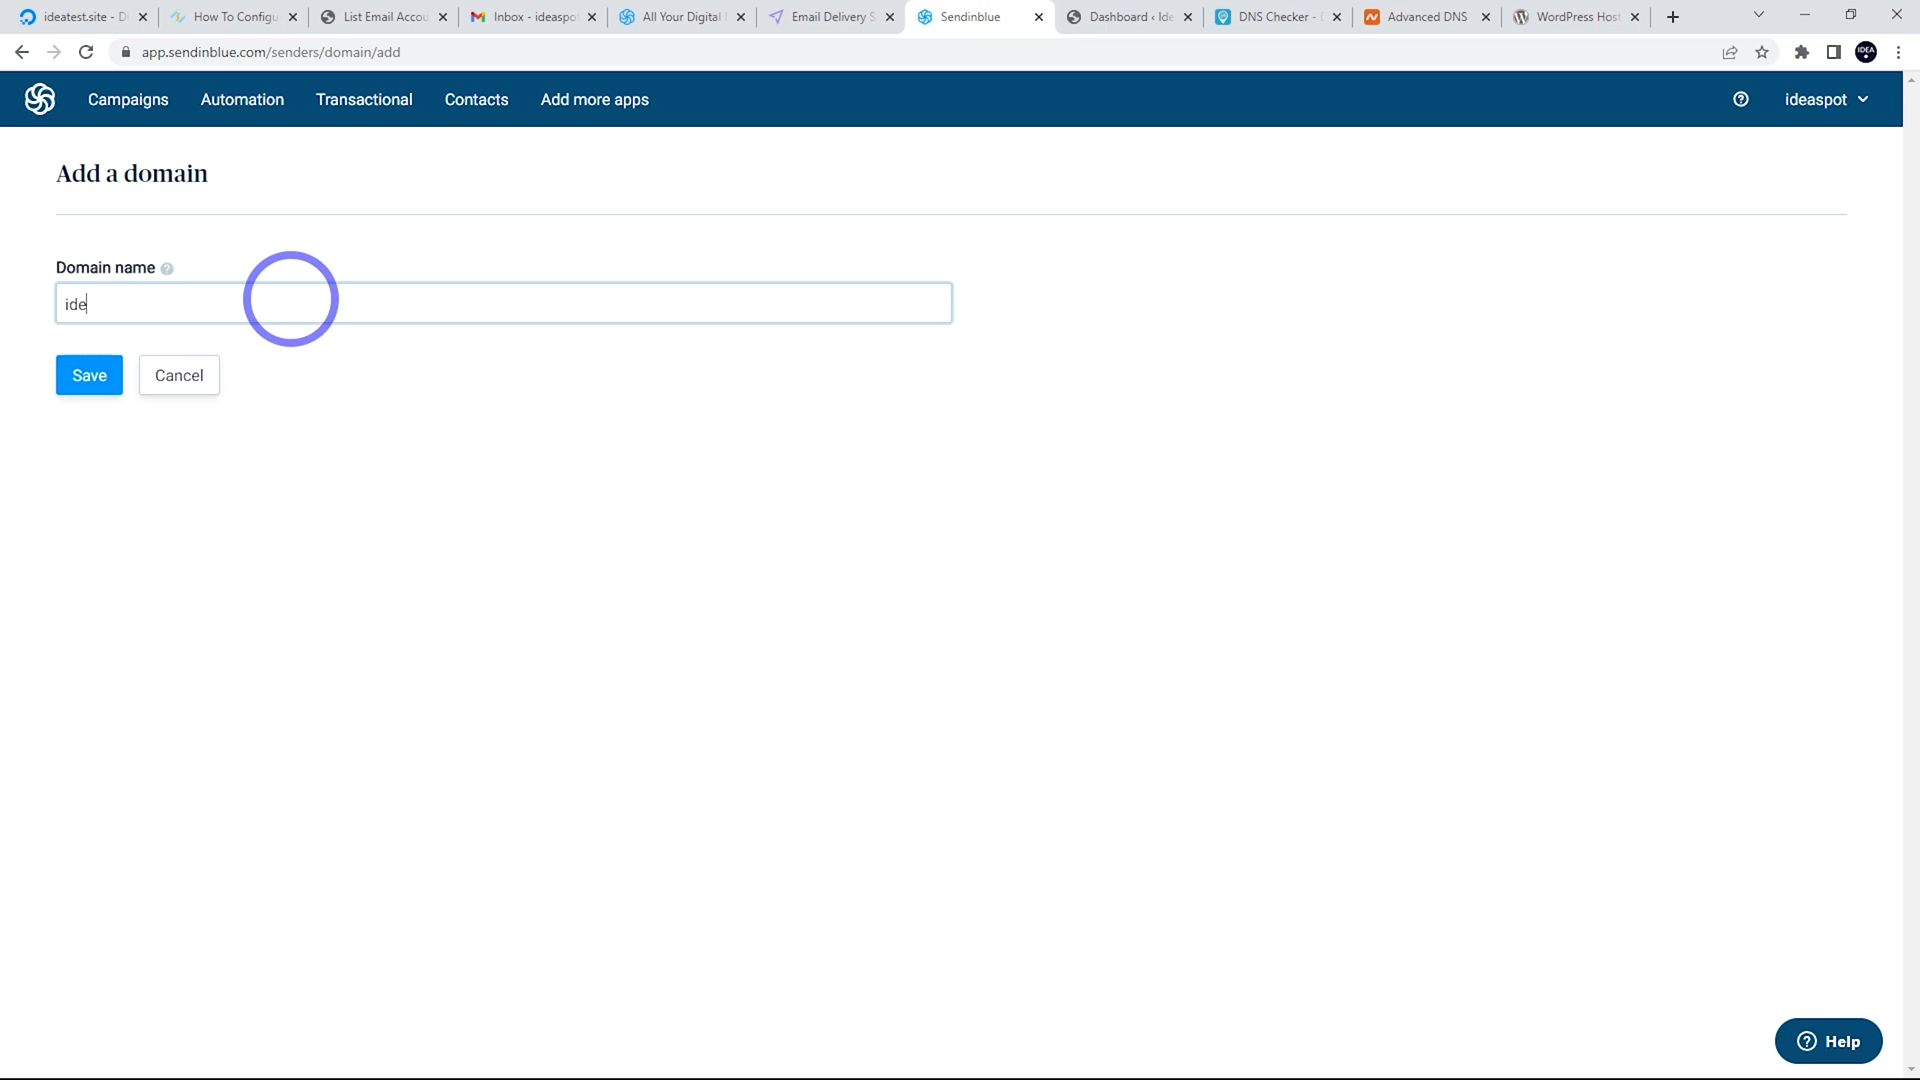 ideatest.site - D
How To Configu
List Email Accou
Inbox - ideaspo
All Your Digital
Email Delivery S
Sendinblue
Dashboard ‹ Ide
DNS Checker -
Advanced DNS
WordPress Host
app.sendinblue.com/senders/domain/add
IDEA
Campaigns
Automation
Transactional
Contacts
Add more apps
ideaspot
Add a domain
Domain name
ide
Save
Cancel
Help